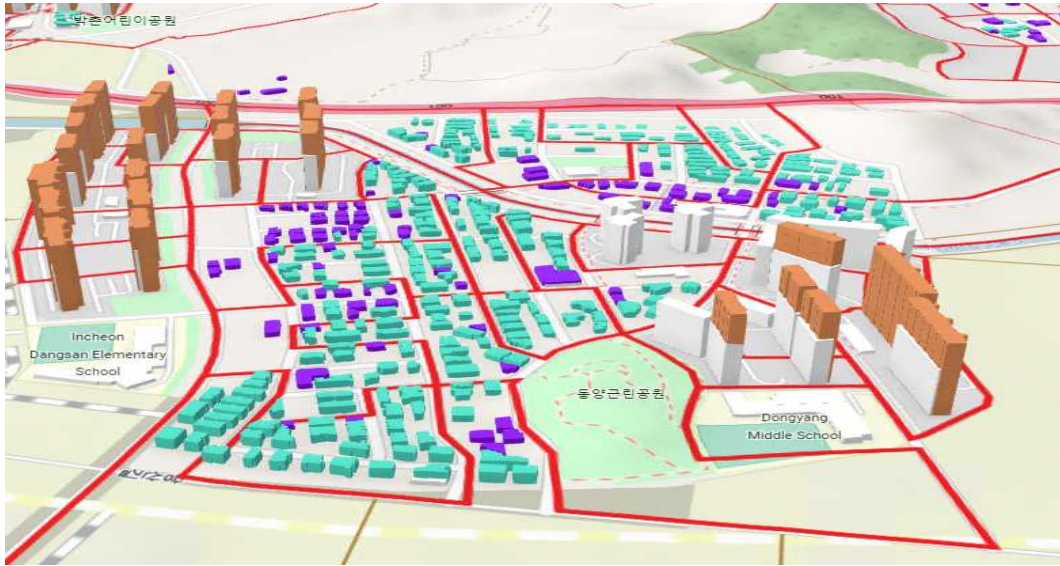 박촌어린이공원
Incheon
Dangsan Elementary
School
동양근린공원
Dongyang
Middle School